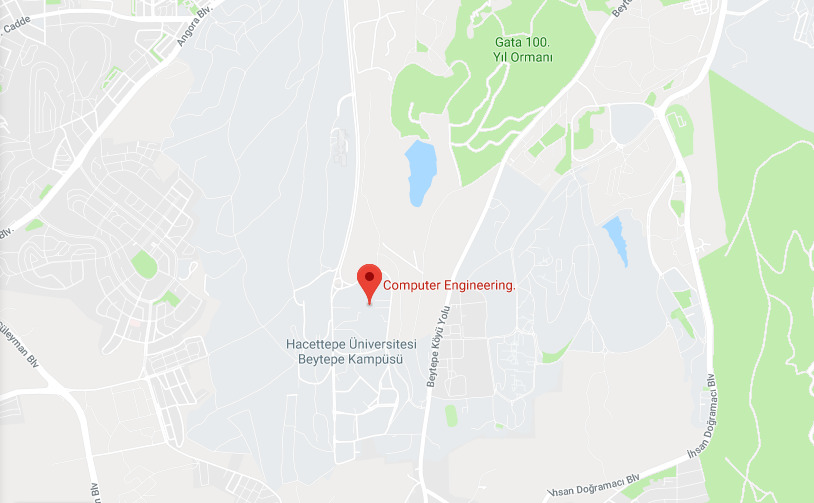 . Cadde
Angora Blv.
Beytepe
Gata 100.
Yıl Ormanı
Blv.
Computer Engineering.
Süleyman Blv
Hacettepe Üniversitesi
Beytepe Kampüsü
Beytepe Köyü Yolu
İhsan Doğramacı Blv
İhsan Doğramacı Blv
n Blv